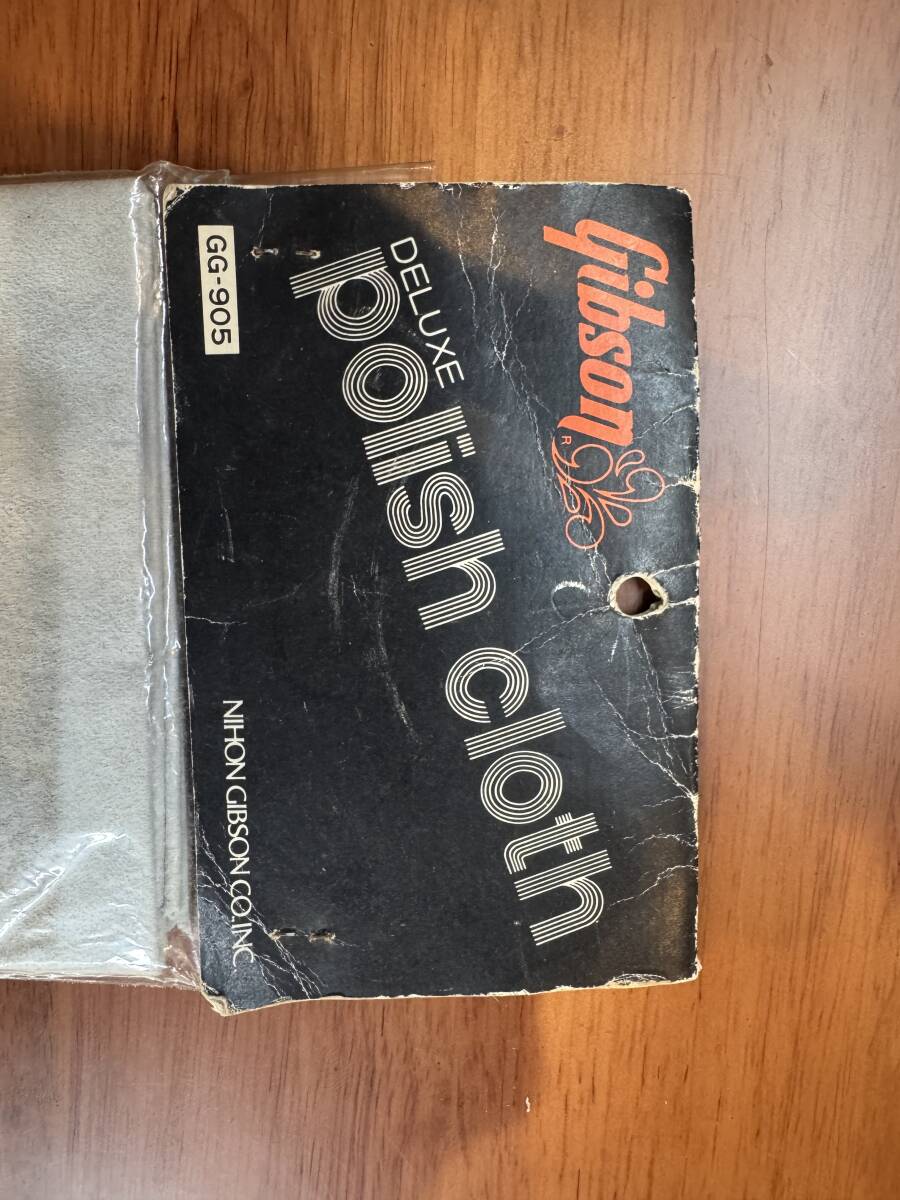 Gibson
R
DELUXE
polish cloth
GG-905
NIHON GIBSON CO.INC.